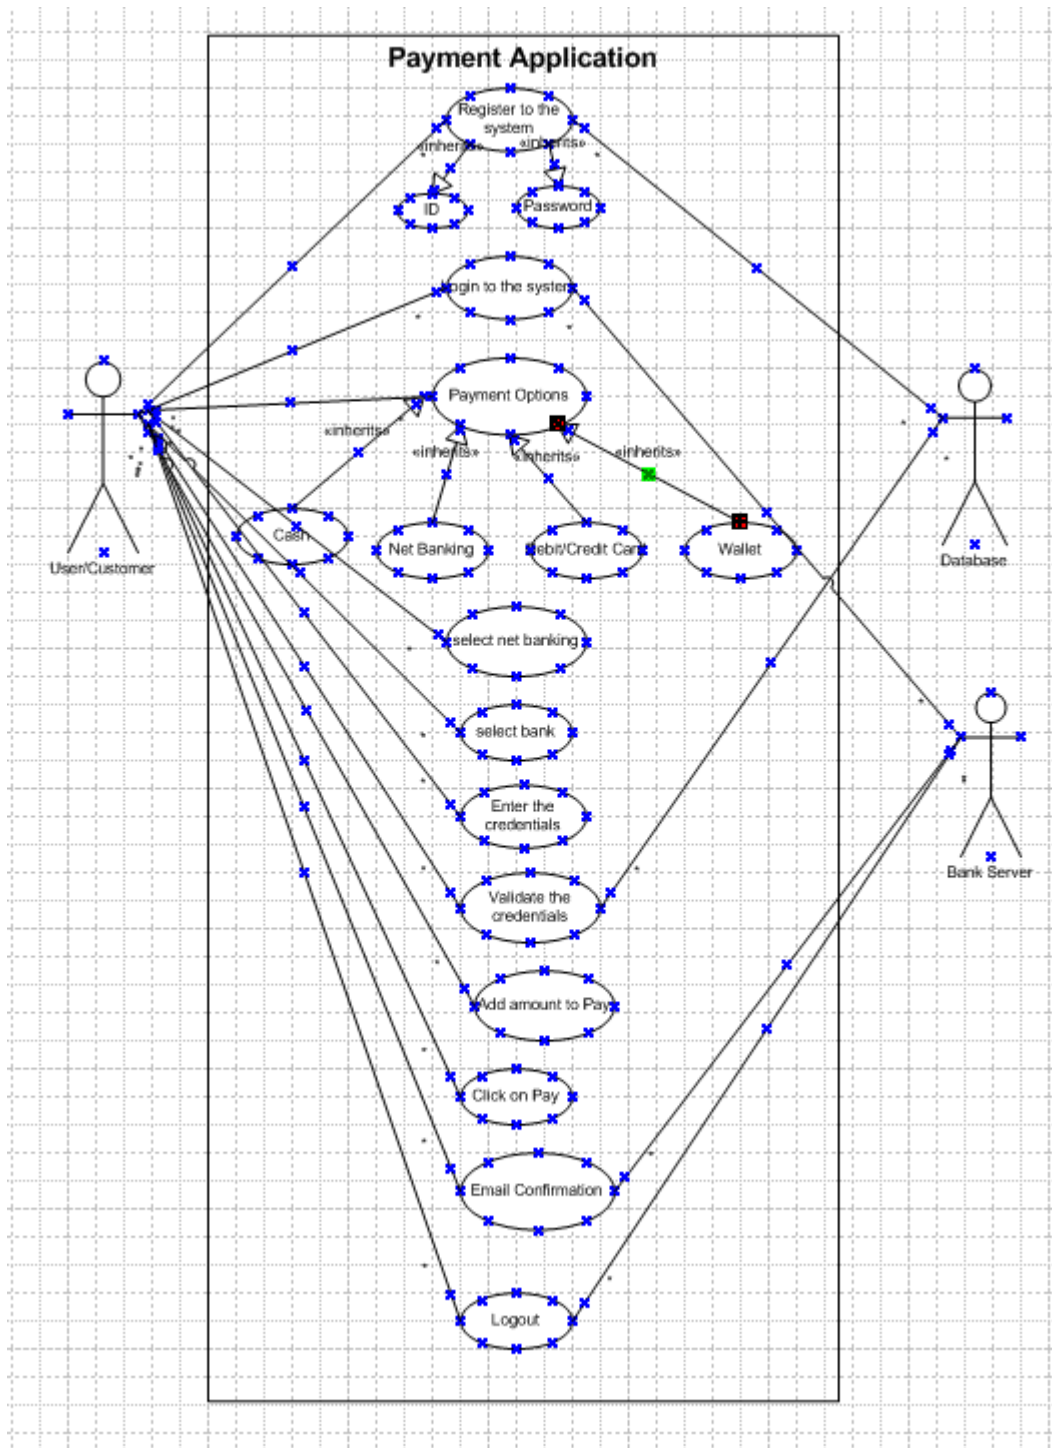 Payment Application
Register to the
system
«inherits»
«inherits»
ID
Password
Login to the system
Payment Options
«inherits»
«inherits»
«inherits»
«inherits»
Cash
Net Banking
Debit/Credit Card
Wallet
User/Customer
Database
select net banking
select bank
Enter the
credentials
Validate the
credentials
Bank Server
Add amount to Pay
Click on Pay
Email Confirmation
Logout